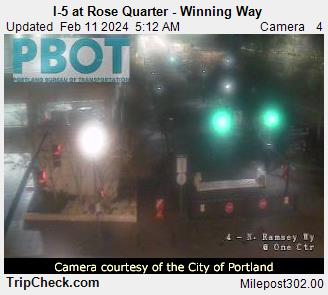 I-5 at Rose Quarter - Winning Way
Updated  Feb 11 2024  5:12 AM
Camera  4
PBOT
PORTLAND BUREAU OF TRANSPORTATION
4 - N. Ramsey Wy
@ One Ctr
Camera courtesy of the City of Portland
TripCheck.com
Milepost302.00